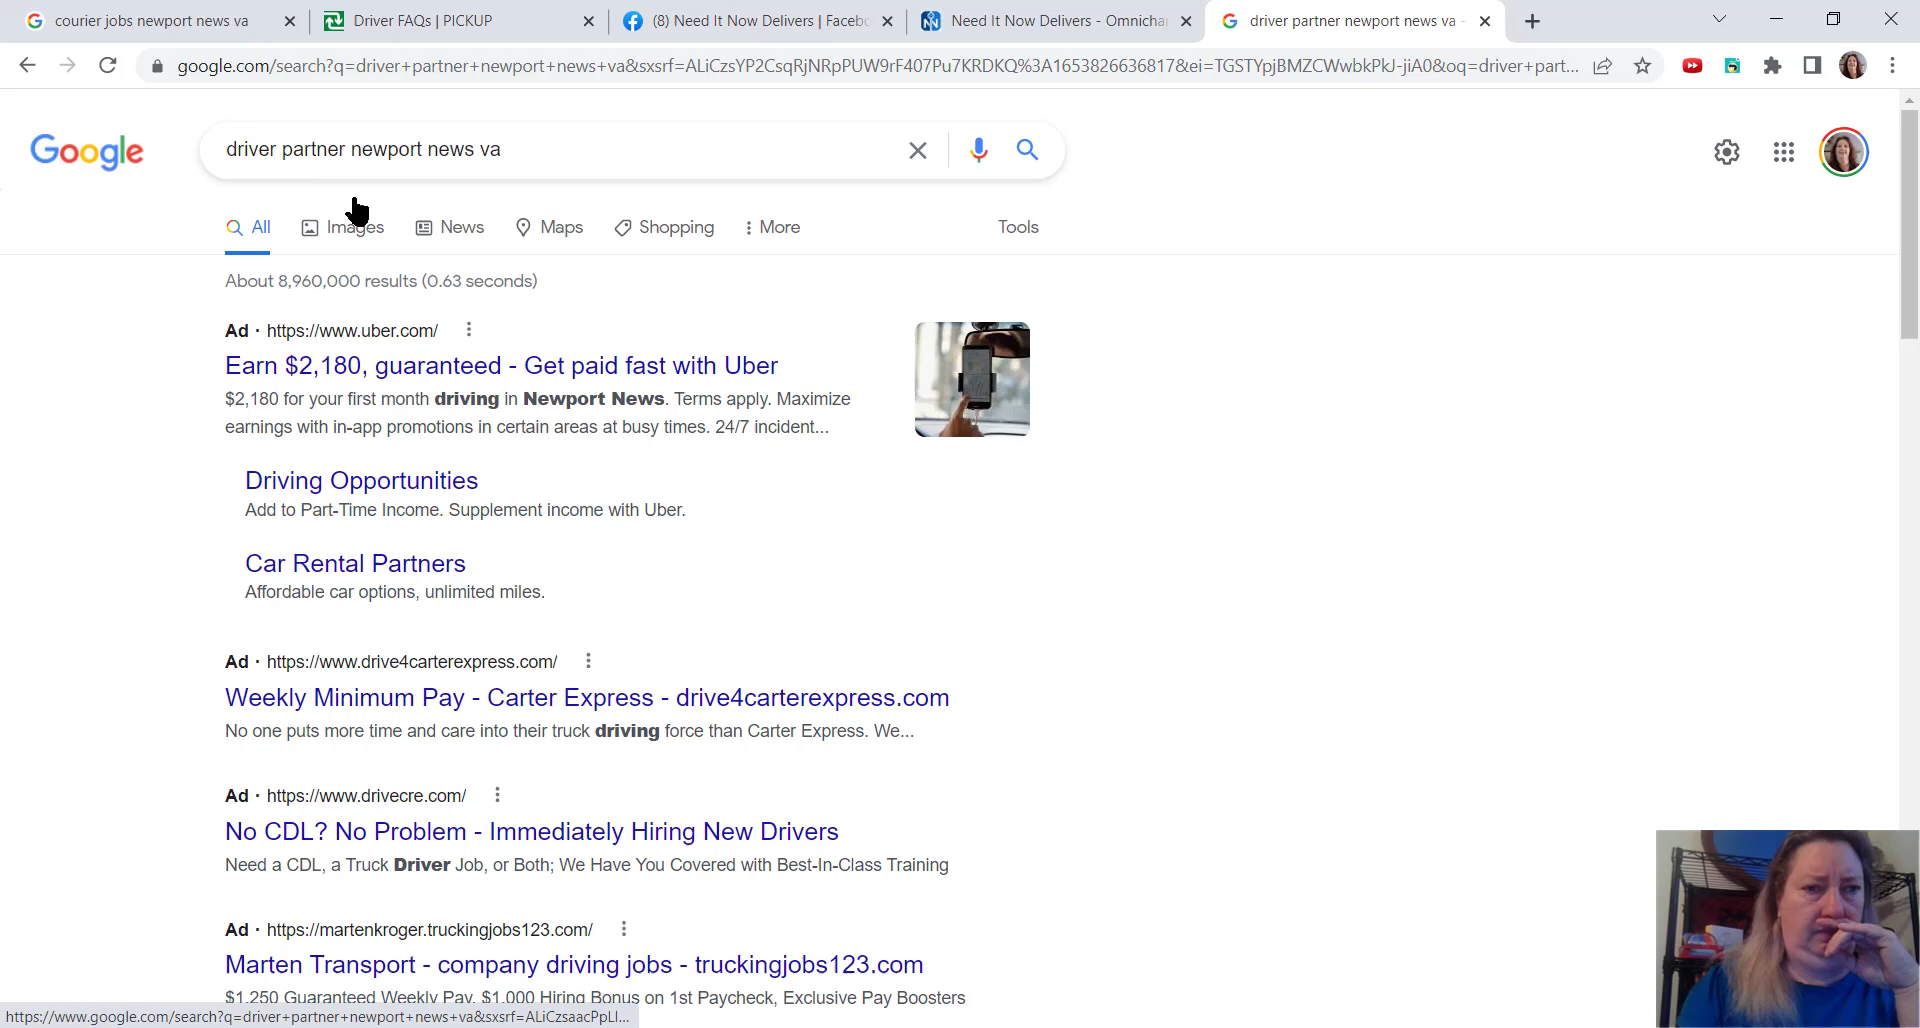 courier jobs newport news va
Driver FAQs | PICKUP
(8) Need It Now Delivers | Facebo
Need It Now Delivers - Omnichan
driver partner newport news va -
google.com/search?q=driver+partner+newport+news+va&sxsrf=ALiCzsYP2CsqRjNRpPUW9rF407Pu7KRDKQ%3A1653826636817&ei=TGSTYpjBMZCWwbkPkJ-jiA0&oq=driver+part...
Google
driver partner newport news va
All
Images
News
Maps
Shopping
More
Tools
About 8,960,000 results (0.63 seconds)
Ad · https://www.uber.com/
Earn $2,180, guaranteed - Get paid fast with Uber
$2,180 for your first month driving in Newport News. Terms apply. Maximize
earnings with in-app promotions in certain areas at busy times. 24/7 incident...
Driving Opportunities
Add to Part-Time Income. Supplement income with Uber.
Car Rental Partners
Affordable car options, unlimited miles.
Ad · https://www.drive4carterexpress.com/
Weekly Minimum Pay - Carter Express - drive4carterexpress.com
No one puts more time and care into their truck driving force than Carter Express. We...
Ad · https://www.drivecre.com/
No CDL? No Problem - Immediately Hiring New Drivers
Need a CDL, a Truck Driver Job, or Both; We Have You Covered with Best-In-Class Training
Ad · https://martenkroger.truckingjobs123.com/
Marten Transport - company driving jobs - truckingjobs123.com
$1,250 Guaranteed Weekly Pay, $1,000 Hiring Bonus on 1st Paycheck, Exclusive Pay Boosters
https://www.google.com/search?q=driver+partner+newport+news+va&sxsrf=ALiCzsaacPpLl...